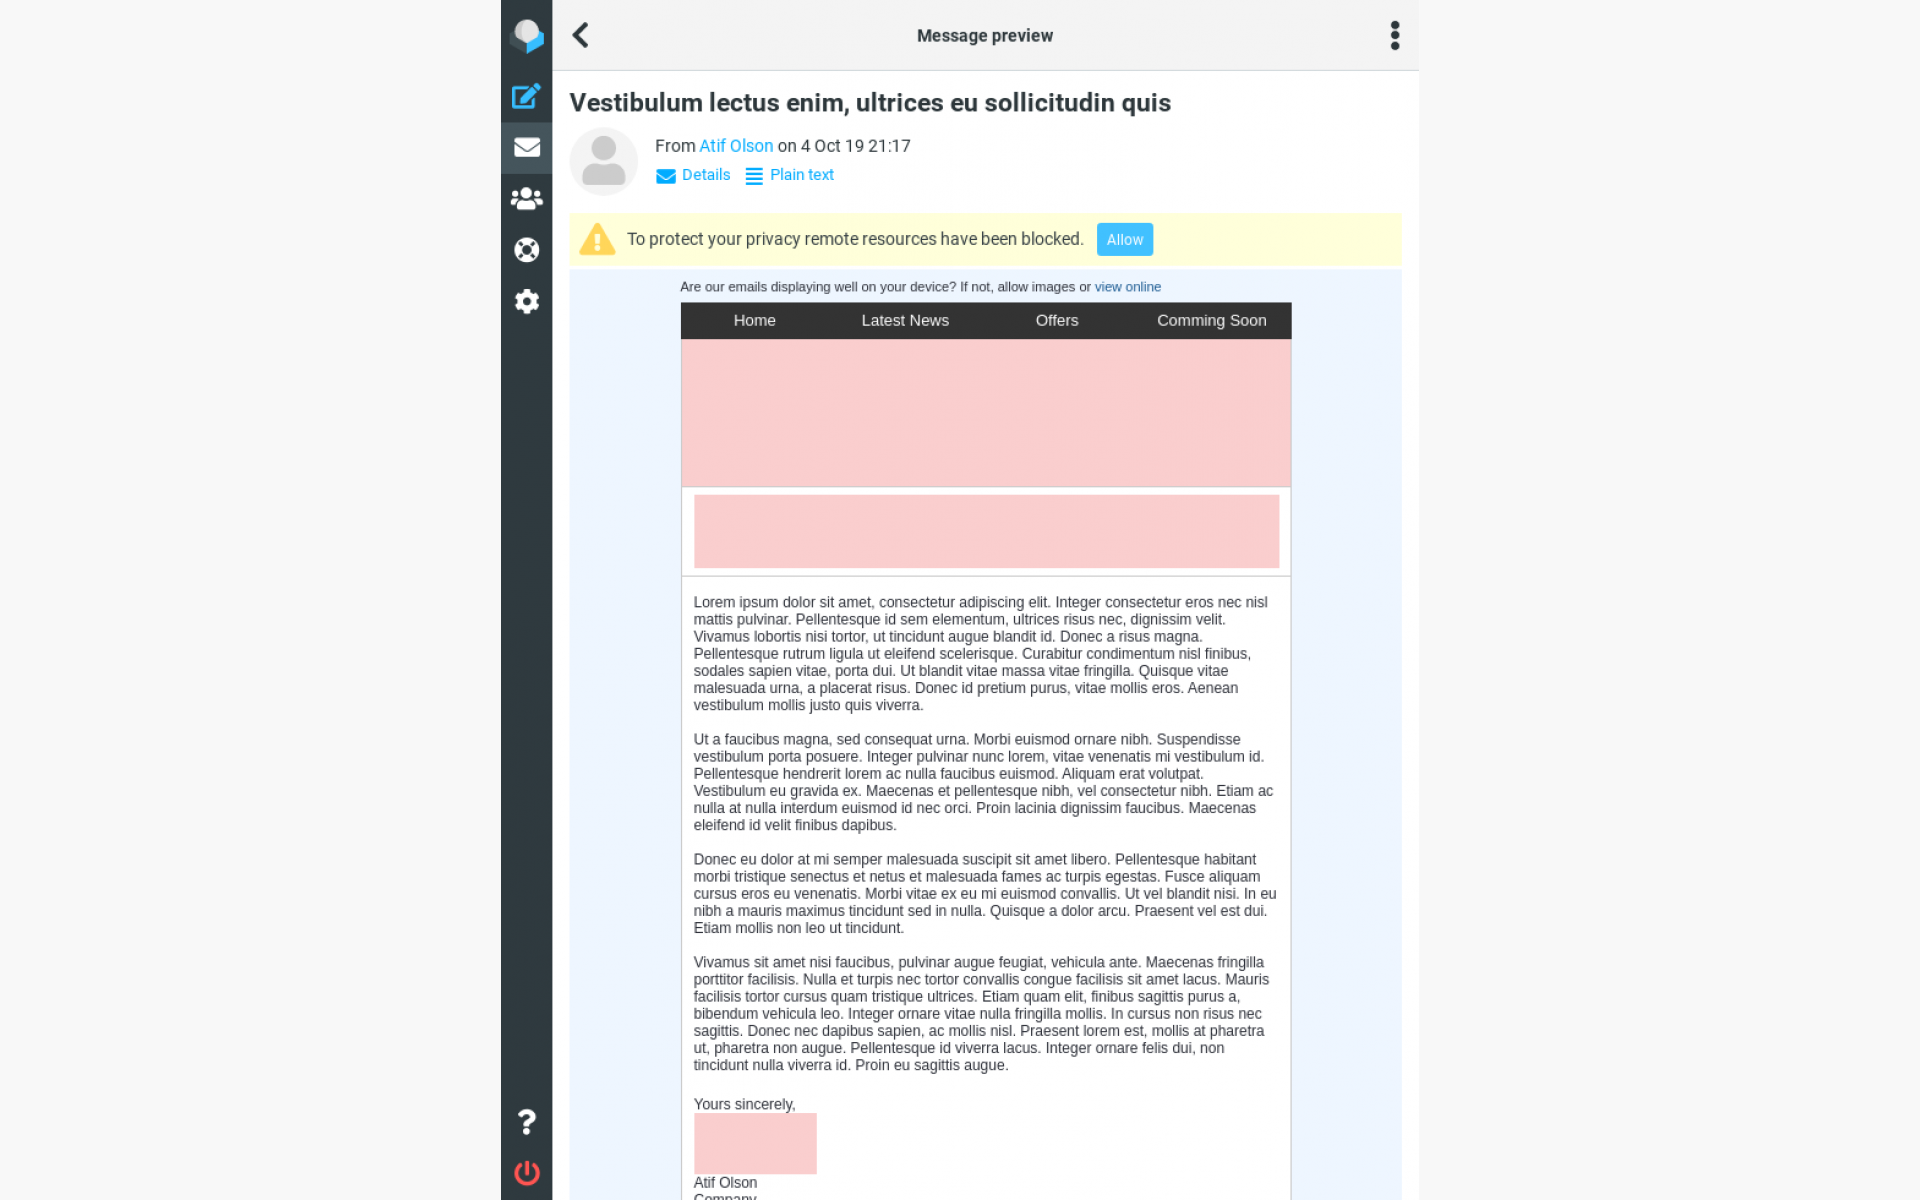 Message preview
Vestibulum lectus enim, ultrices eu sollicitudin quis
From Atif Olson on 4 Oct 19 21:17
Details Plain text
To protect your privacy remote resources have been blocked. Allow
Are our emails displaying well on your device? If not, allow images or view online
Home Latest News Offers Comming Soon
Lorem ipsum dolor sit amet, consectetur adipiscing elit. Integer consectetur eros nec nisl
mattis pulvinar. Pellentesque id sem elementum, ultrices risus nec, dignissim velit.
Vivamus lobortis nisi tortor, ut tincidunt augue blandit id. Donec a risus magna.
Pellentesque rutrum ligula ut eleifend scelerisque. Curabitur condimentum nisl finibus,
sodales sapien vitae, porta dui. Ut blandit vitae massa vitae fringilla. Quisque vitae
malesuada urna, a placerat risus. Donec id pretium purus, vitae mollis eros. Aenean
vestibulum mollis justo quis viverra.
Ut a faucibus magna, sed consequat urna. Morbi euismod ornare nibh. Suspendisse
vestibulum porta posuere. Integer pulvinar nunc lorem, vitae venenatis mi vestibulum id.
Pellentesque hendrerit lorem ac nulla faucibus euismod. Aliquam erat volutpat.
Vestibulum eu gravida ex. Maecenas et pellentesque nibh, vel consectetur nibh. Etiam ac
nulla at nulla interdum euismod id nec orci. Proin lacinia dignissim faucibus. Maecenas
eleifend id velit finibus dapibus.
Donec eu dolor at mi semper malesuada suscipit sit amet libero. Pellentesque habitant
morbi tristique senectus et netus et malesuada fames ac turpis egestas. Fusce aliquam
cursus eros eu venenatis. Morbi vitae ex eu mi euismod convallis. Ut vel blandit nisi. In eu
nibh a mauris maximus tincidunt sed in nulla. Quisque a dolor arcu. Praesent vel est dui.
Etiam mollis non leo ut tincidunt.
Vivamus sit amet nisi faucibus, pulvinar augue feugiat, vehicula ante. Maecenas fringilla
porttitor facilisis. Nulla et turpis nec tortor convallis congue facilisis sit amet lacus. Mauris
facilisis tortor cursus quam tristique ultrices. Etiam quam elit, finibus sagittis purus a,
bibendum vehicula leo. Integer ornare vitae nulla fringilla mollis. In cursus non risus nec
sagittis. Donec nec dapibus sapien, ac mollis nisl. Praesent lorem est, mollis at pharetra
ut, pharetra non augue. Pellentesque id viverra lacus. Integer ornare felis dui, non
tincidunt nulla viverra id. Proin eu sagittis augue.
Yours sincerely,
Atif Olson
Company